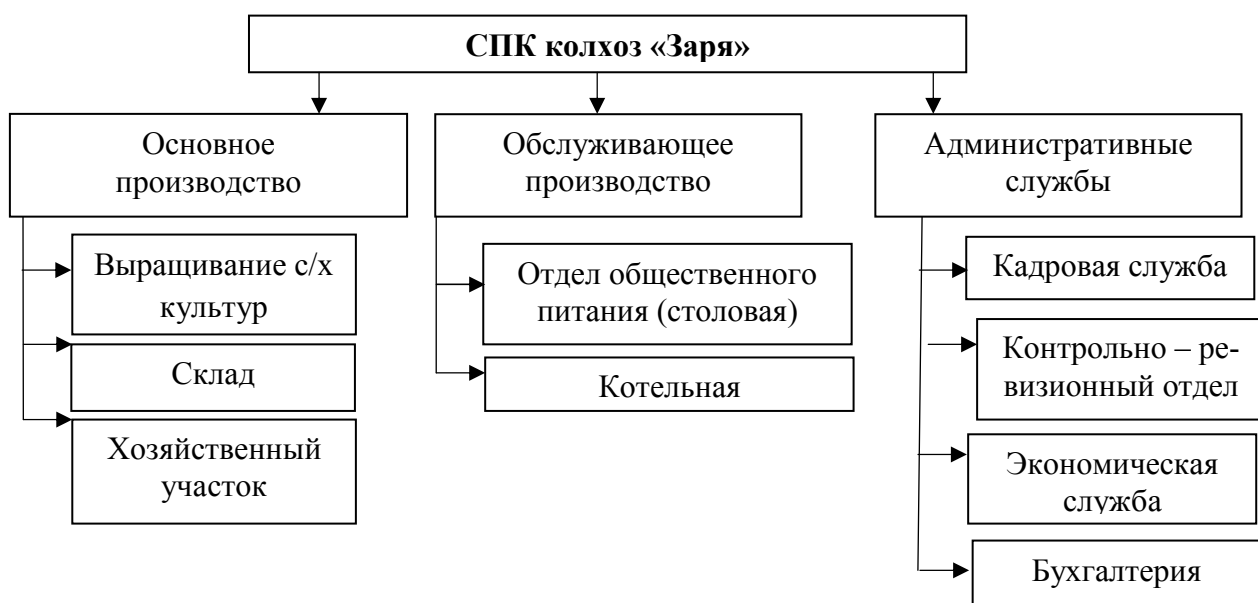 СПК колхоз «Заря»
Основное
производство
Выращивание с/х
культур
Склад
Хозяйственный
участок
Обслуживающее
производство
Отдел общественного
питания (столовая)
Котельная
Административные
службы
Кадровая служба
Контрольно – ре-
визионный отдел
Экономическая
служба
Бухгалтерия